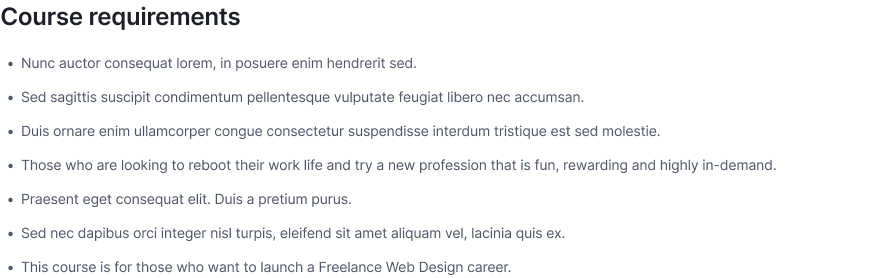 Course requirements
• Nunc auctor consequat lorem, in posuere enim hendrerit sed.
• Sed sagittis suscipit condimentum pellentesque vulputate feugiat libero nec accumsan.
• Duis ornare enim ullamcorper congue consectetur suspendisse interdum tristique est sed molestie.
• Those who are looking to reboot their work life and try a new profession that is fun, rewarding and highly in-demand.
• Praesent eget consequat elit. Duis a pretium purus.
• Sed nec dapibus orci integer nisl turpis, eleifend sit amet aliquam vel, lacinia quis ex.
• This course is for those who want to launch a Freelance Web Design career.